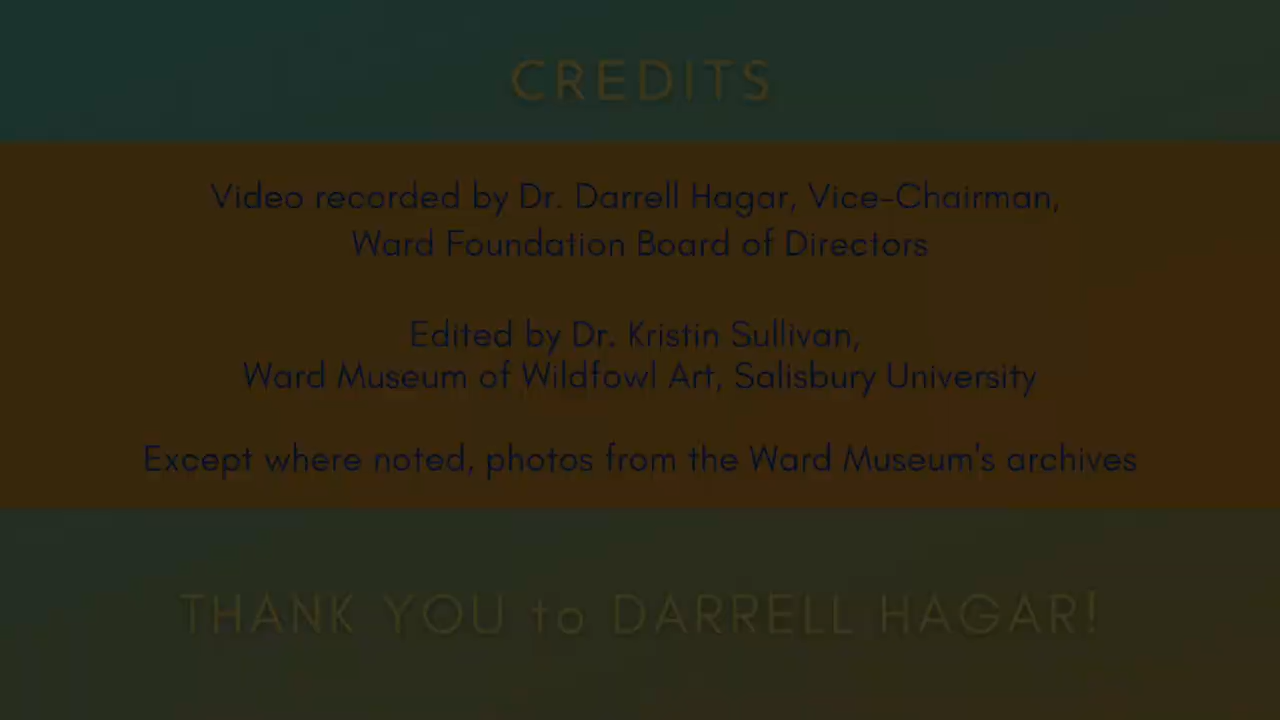 CREDITS
Video recorded by Dr. Darrell Hagar, Vice-Chairman,
Ward Foundation Board of Directors
Edited by Dr. Kristin Sullivan,
Ward Museum of Wildfowl Art, Salisbury University
Except where noted, photos from the Ward Museum's archives
THANK YOU to DARRELL HAGAR!